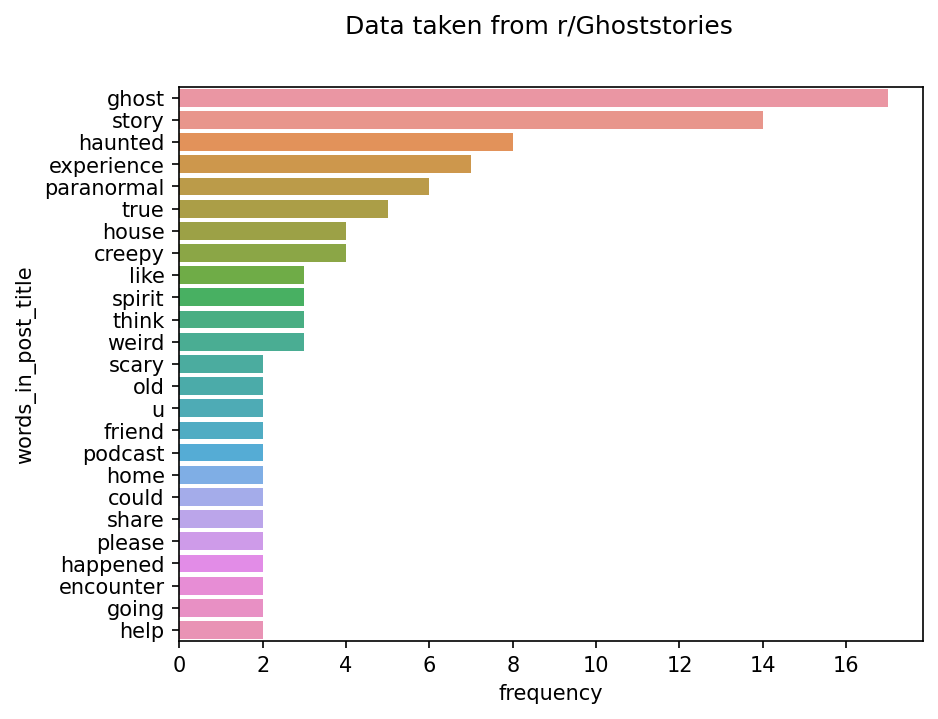 Data taken from r/Ghoststories
words_in_post_title
ghost
story
haunted
experience
paranormal
true
house
creepy
like
spirit
think
weird
scary
old
u
friend
podcast
home
could
share
please
happened
encounter
going
help
0 2 4 6 8 10 12 14 16
frequency